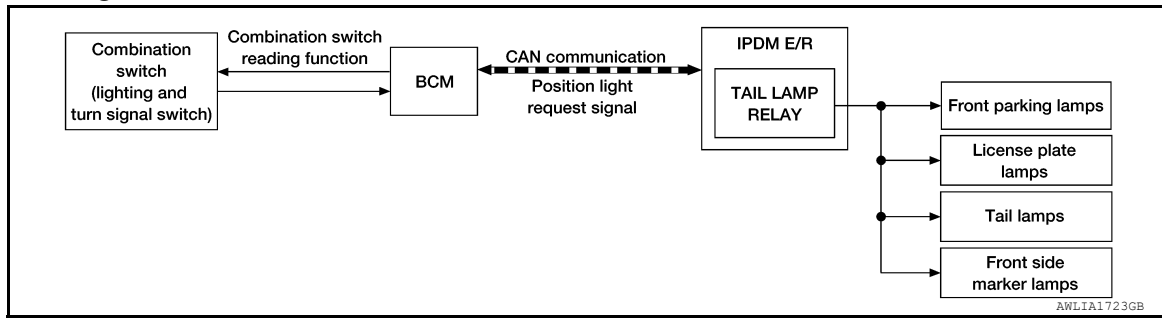 Combination
switch
(lighting and
turn signal switch)
Combination switch
reading function
BCM
CAN communication
Position light
request signal
IPDM E/R
TAIL LAMP
RELAY
Front parking lamps
License plate
lamps
Tail lamps
Front side
marker lamps
AWLIA1723GB